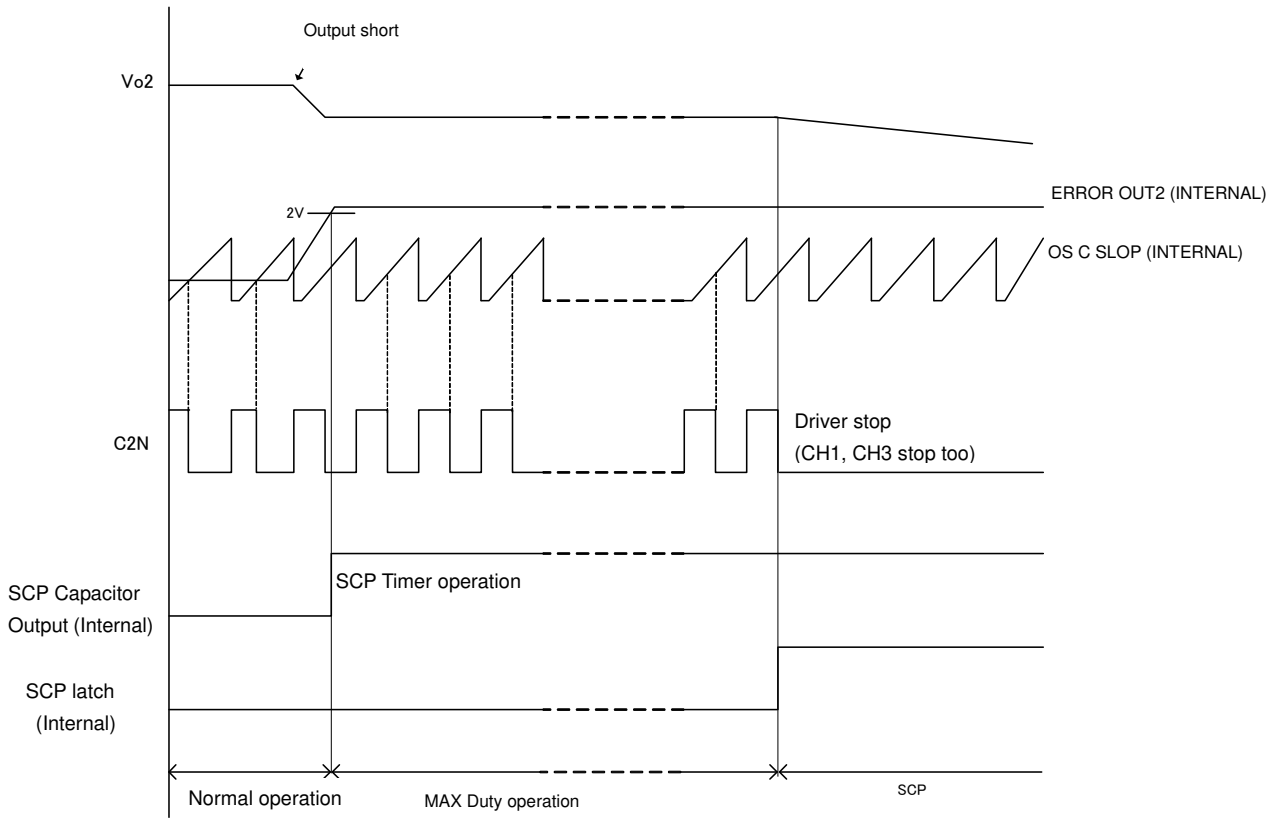 Output short
Vo2
ERROR OUT2 (INTERNAL)
2V
OS C SLOP (INTERNAL)
Driver stop
C2N
(CH1, CH3 stop too)
SCP Timer operation
SCP Capacitor
Output (Internal)
SCP latch
(Internal)
Normal operation
MAX Duty operation
SCP